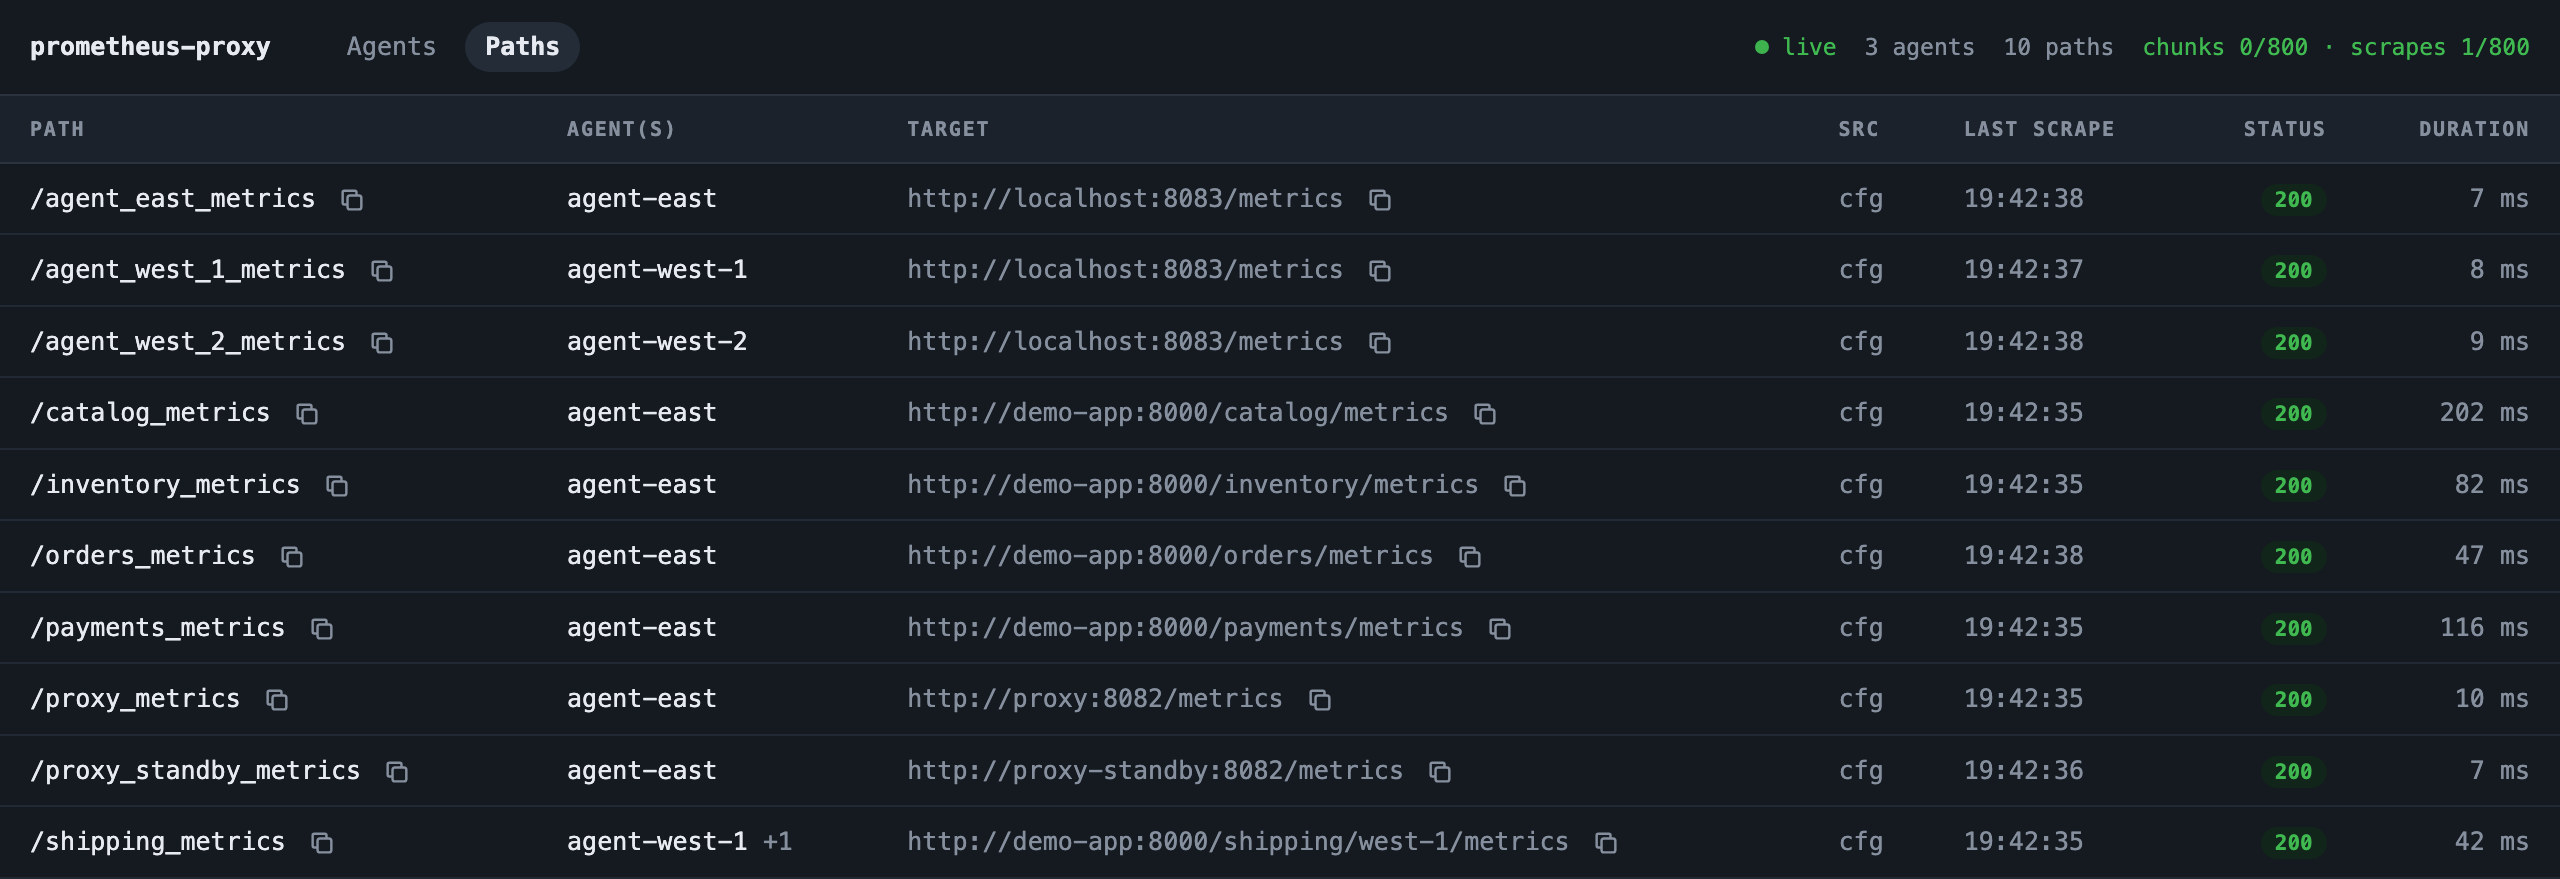 prometheus-proxy Agents Paths live 3 agents 10 paths chunks 0/800 · scrapes 1/800
PATH AGENT(S) TARGET SRC LAST SCRAPE STATUS DURATION
/agent_east_metrics agent-east http://localhost:8083/metrics cfg 19:42:38 200 7 ms
/agent_west_1_metrics agent-west-1 http://localhost:8083/metrics cfg 19:42:37 200 8 ms
/agent_west_2_metrics agent-west-2 http://localhost:8083/metrics cfg 19:42:38 200 9 ms
/catalog_metrics agent-east http://demo-app:8000/catalog/metrics cfg 19:42:35 200 202 ms
/inventory_metrics agent-east http://demo-app:8000/inventory/metrics cfg 19:42:35 200 82 ms
/orders_metrics agent-east http://demo-app:8000/orders/metrics cfg 19:42:38 200 47 ms
/payments_metrics agent-east http://demo-app:8000/payments/metrics cfg 19:42:35 200 116 ms
/proxy_metrics agent-east http://proxy:8082/metrics cfg 19:42:35 200 10 ms
/proxy_standby_metrics agent-east http://proxy-standby:8082/metrics cfg 19:42:36 200 7 ms
/shipping_metrics agent-west-1 +1 http://demo-app:8000/shipping/west-1/metrics cfg 19:42:35 200 42 ms